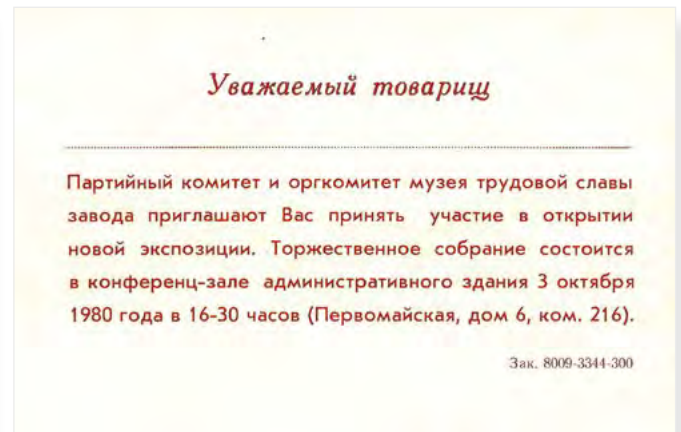 Уважаемый товарищ
Партийный комитет и оргкомитет музея трудовой славы
завода приглашают Вас принять участие в открытии
новой экспозиции. Торжественное собрание состоится
в конференц-зале административного здания 3 октября
1980 года в 16-30 часов (Первомайская, дом 6, ком. 216).
Зак. 8009-3344-300